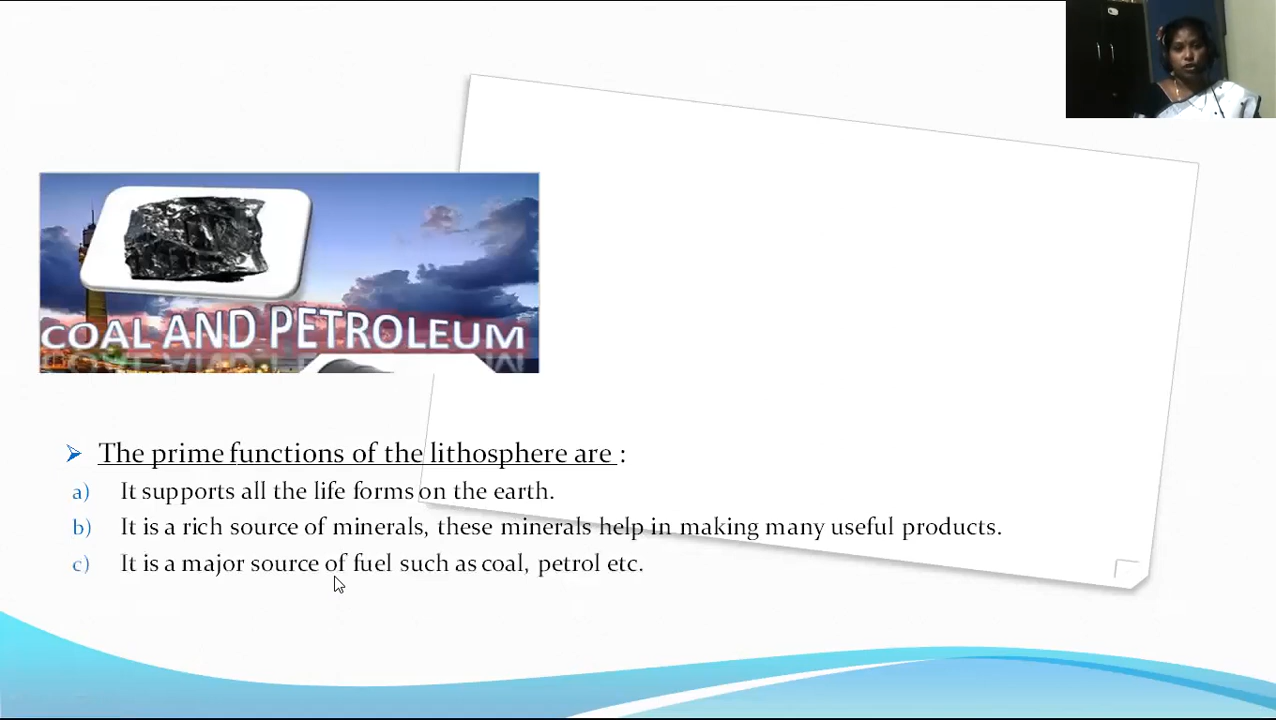 COAL AND PETROLEUM
➢ The prime functions of the lithosphere are :
a) It supports all the life forms on the earth.
b) It is a rich source of minerals, these minerals help in making many useful products.
c) It is a major source of fuel such as coal, petrol etc.